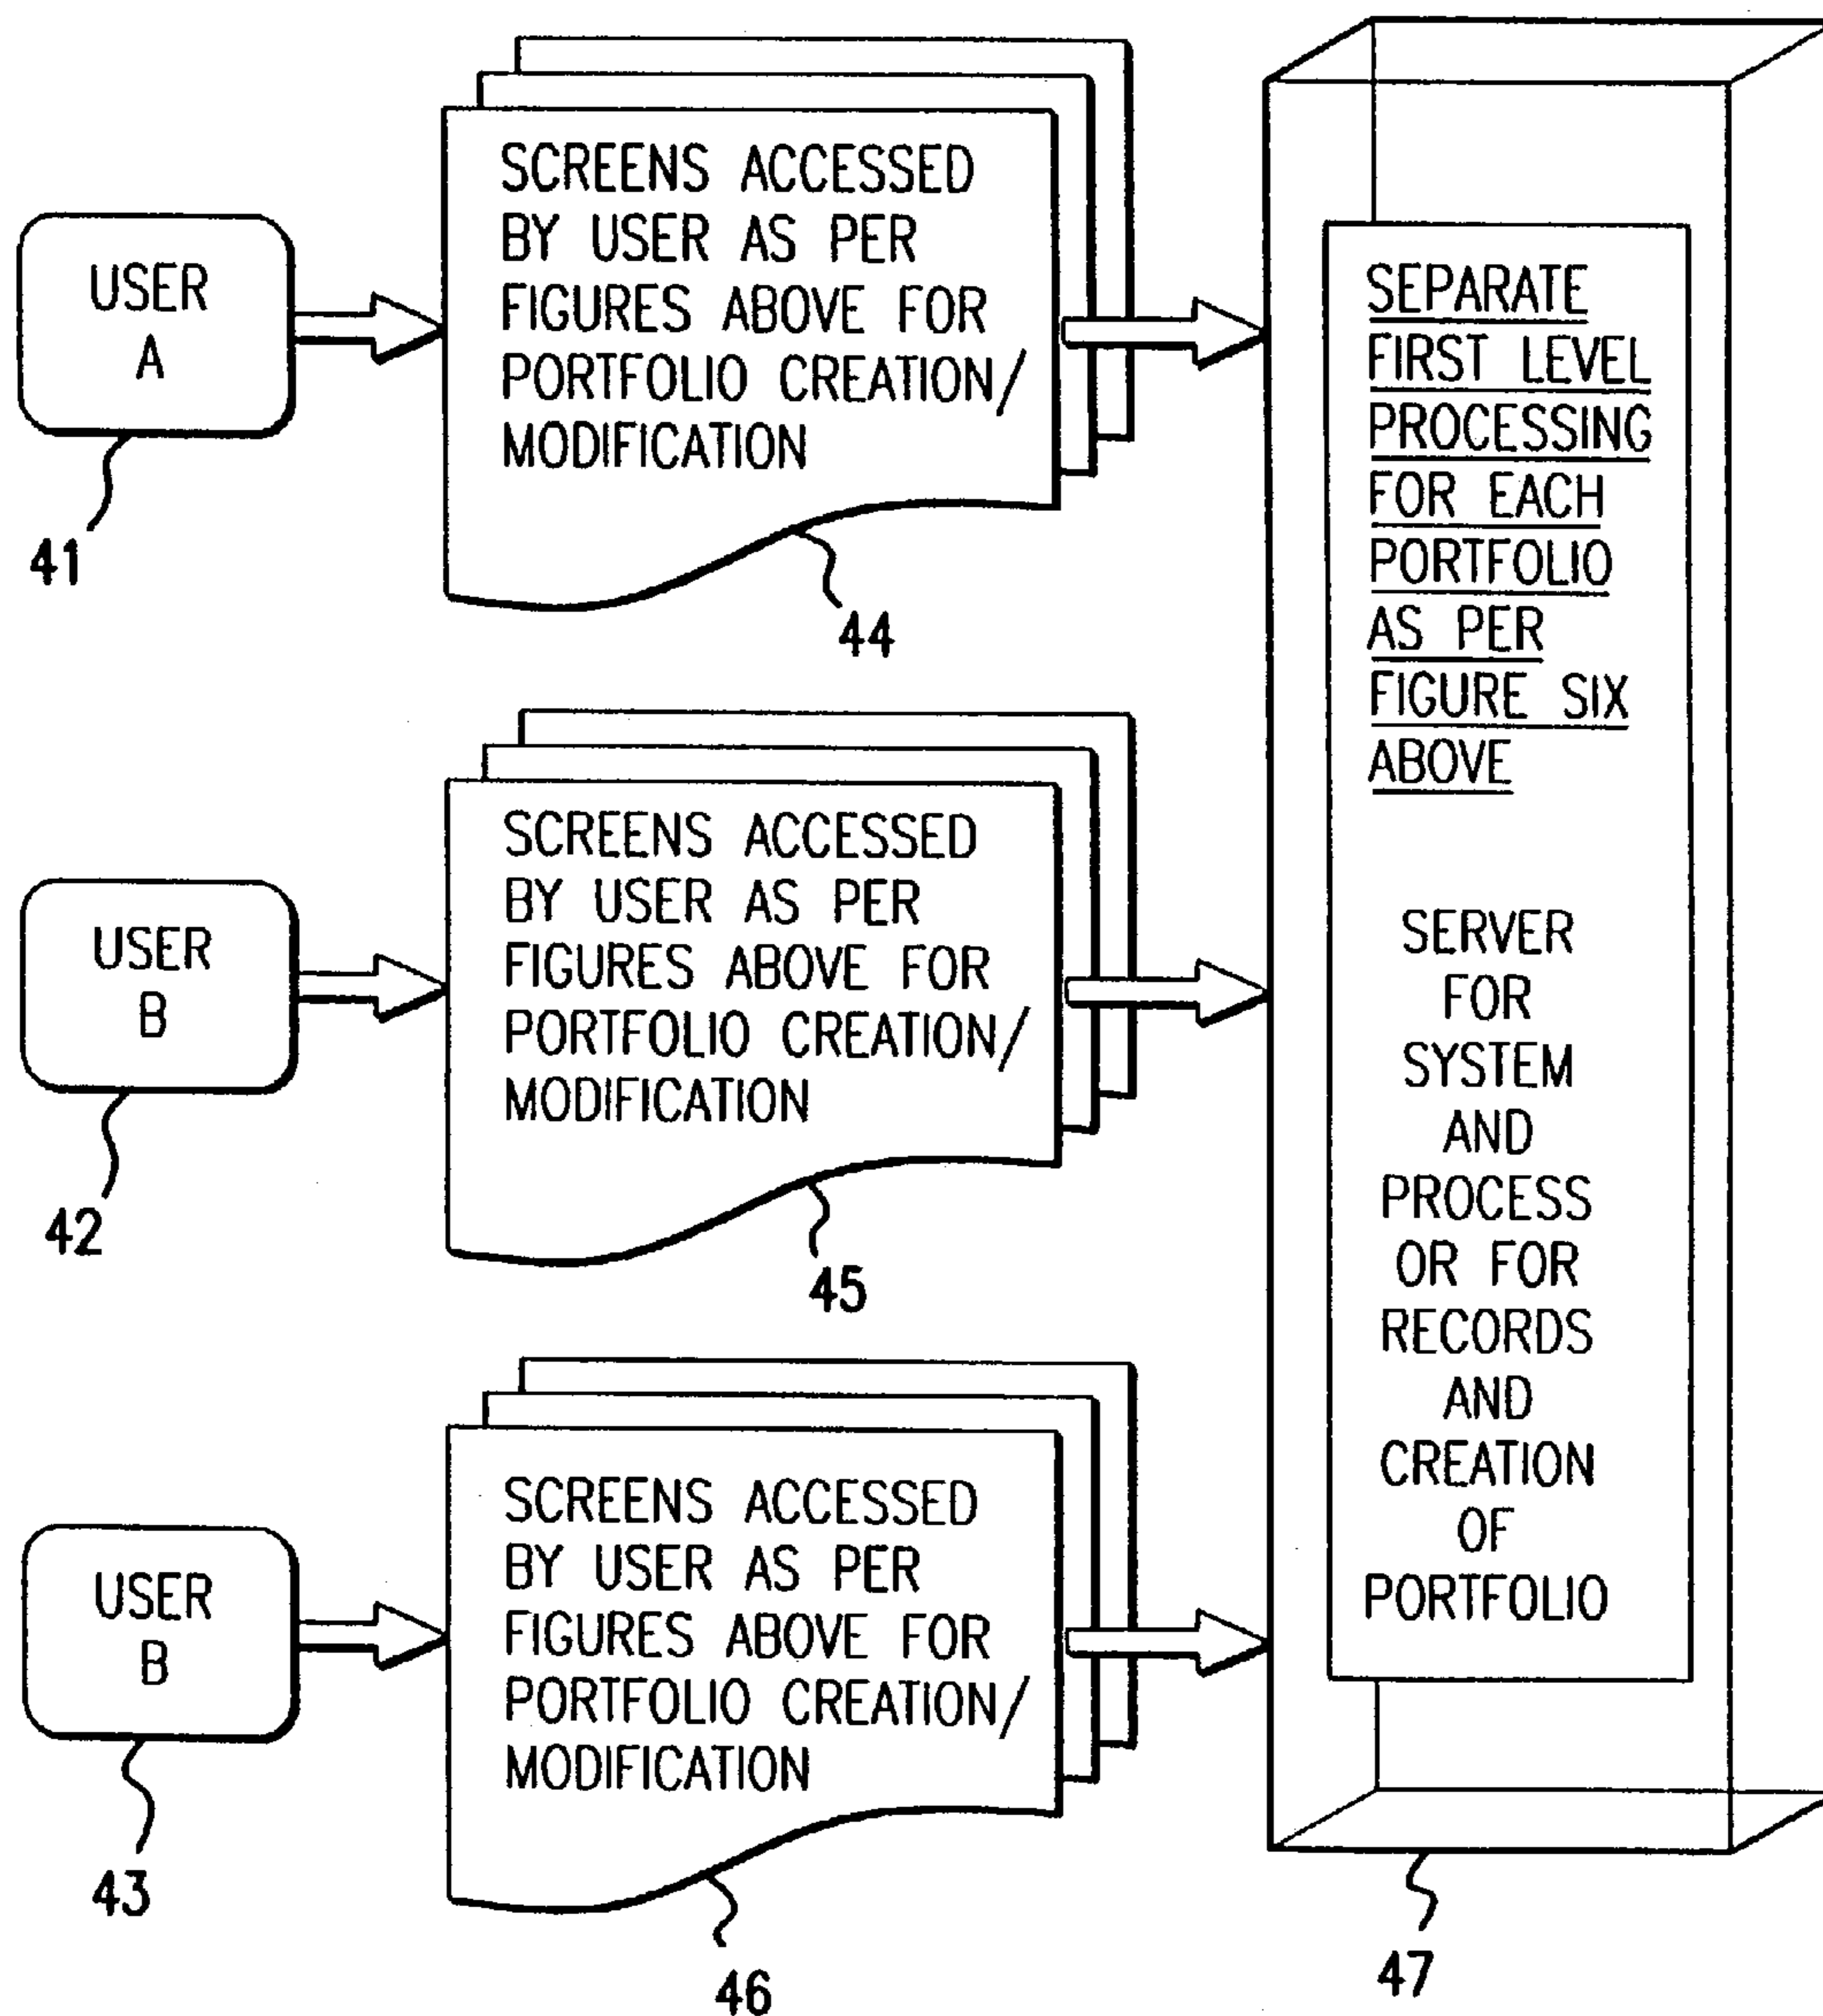 USER
A
41
SCREENS ACCESSED
BY USER AS PER
FIGURES ABOVE FOR
PORTFOLIO CREATION/
MODIFICATION
44
USER
B
42
SCREENS ACCESSED
BY USER AS PER
FIGURES ABOVE FOR
PORTFOLIO CREATION/
MODIFICATION
45
USER
B
43
SCREENS ACCESSED
BY USER AS PER
FIGURES ABOVE FOR
PORTFOLIO CREATION/
MODIFICATION
46
SEPARATE
FIRST LEVEL
PROCESSING
FOR EACH
PORTFOLIO
AS PER
FIGURE SIX
ABOVE
SERVER
FOR
SYSTEM
AND
PROCESS
OR FOR
RECORDS
AND
CREATION
OF
PORTFOLIO
47